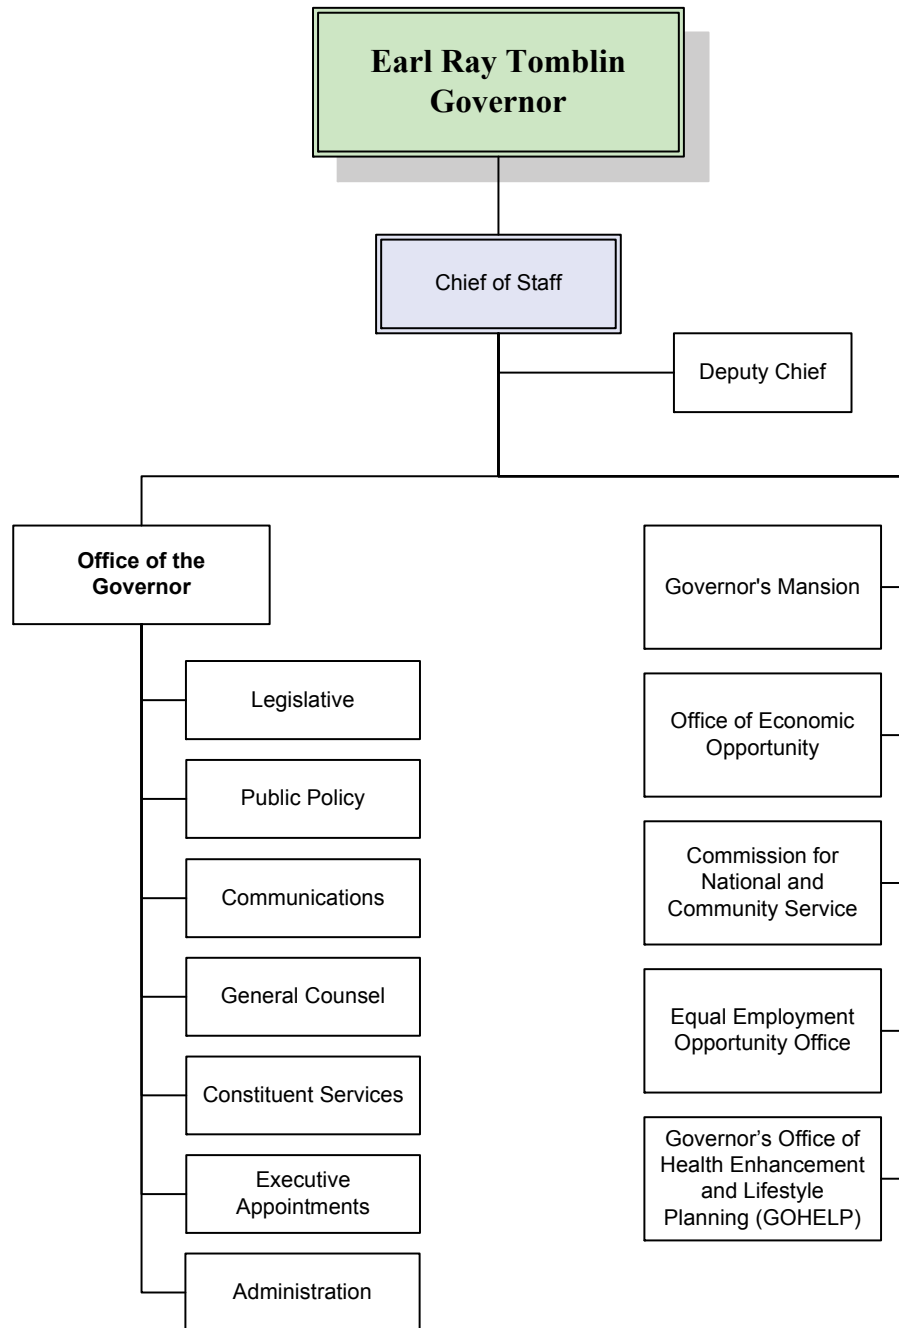 Earl Ray Tomblin
Governor
Chief of Staff
Deputy Chief
Office of the
Governor
Legislative
Public Policy
Communications
General Counsel
Constituent Services
Executive
Appointments
Administration
Governor's Mansion
Office of Economic
Opportunity
Commission for
National and
Community Service
Equal Employment
Opportunity Office
Governor’s Office of
Health Enhancement
and Lifestyle
Planning (GOHELP)